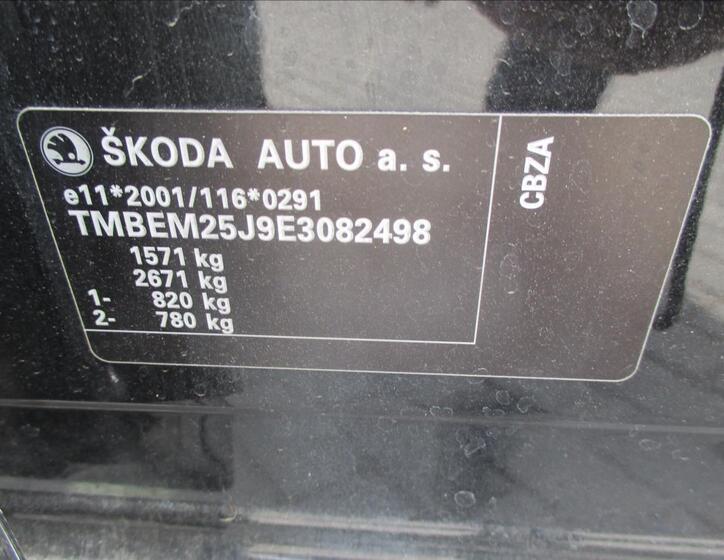 ŠKODA AUTO a. s.
e11*2001/116*0291
TMBEM25J9E3082498
1571 kg
2671 kg
1- 820 kg
2- 780 kg
CBZA